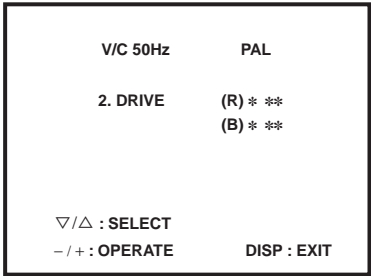 V/C 50Hz PAL
2. DRIVE (R) * **
(B) * **
▽/△ : SELECT
– / + : OPERATE DISP : EXIT